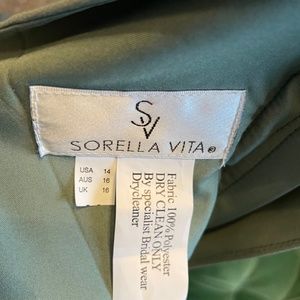 SV
SORELLA VITA®
USA 14
AUS 16
UK 16
Fabric 100% Polyester
DRY CLEAN ONLY
By specialist Bridal wear
Drycleaner